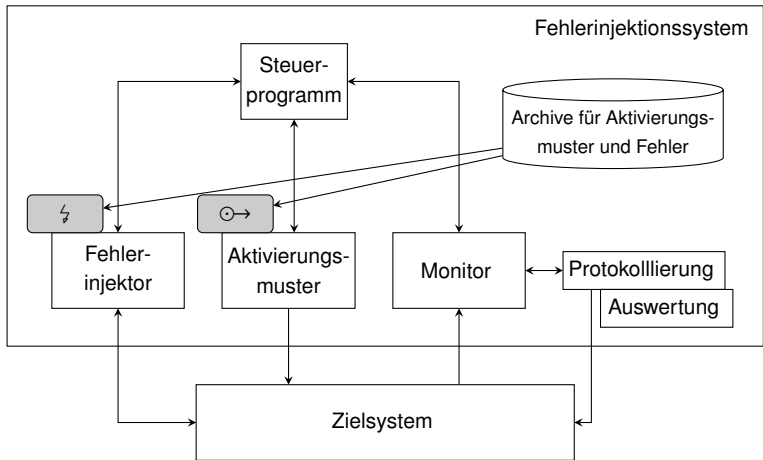 Fehlerinjektionssystem
Steuer-
programm
Archive für Aktivierungs-
muster und Fehler
Fehler-
injektor
Aktivierungs-
muster
Monitor
Protokolllierung
Auswertung
Zielsystem